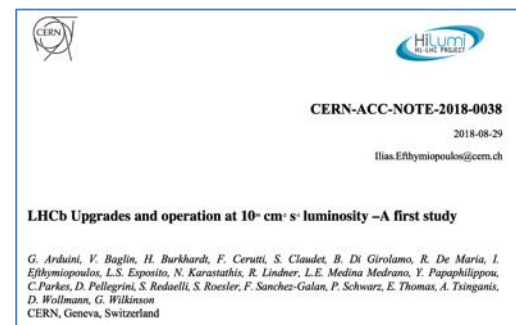 CERN
HiLumi
HL-LHC PROJECT
CERN-ACC-NOTE-2018-0038
2018-08-29
Ilias.Efthymiopoulos@cern.ch
LHCb Upgrades and operation at 10 cm s luminosity –A first study
G. Arduini, V. Baglin, H. Burkhardt, F. Cerutti, S. Claudet, B. Di Girolamo, R. De Maria, I.
Efthymiopoulos, L.S. Esposito, N. Karastathis, R. Lindner, L.E. Medina Medrano, Y. Papaphilippou,
C.Parkes, D. Pellegrini, S. Redaelli, S. Roesler, F. Sanchez-Galan, P. Schwarz, E. Thomas, A. Tsinganis,
D. Wollmann, G. Wilkinson
CERN, Geneva, Switzerland